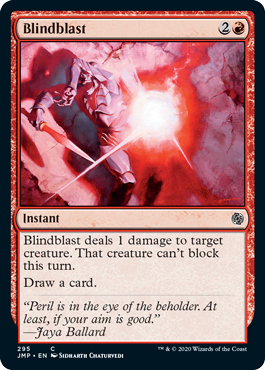 Blindblast 2
Instant
Blindblast deals 1 damage to target
creature. That creature can't block
this turn.
Draw a card.
“Peril is in the eye of the beholder. At
least, if your aim is good.”
—Jaya Ballard
295 C
JMP • EN Sidharth Chaturvedi ™ & © 2020 Wizards of the Coast